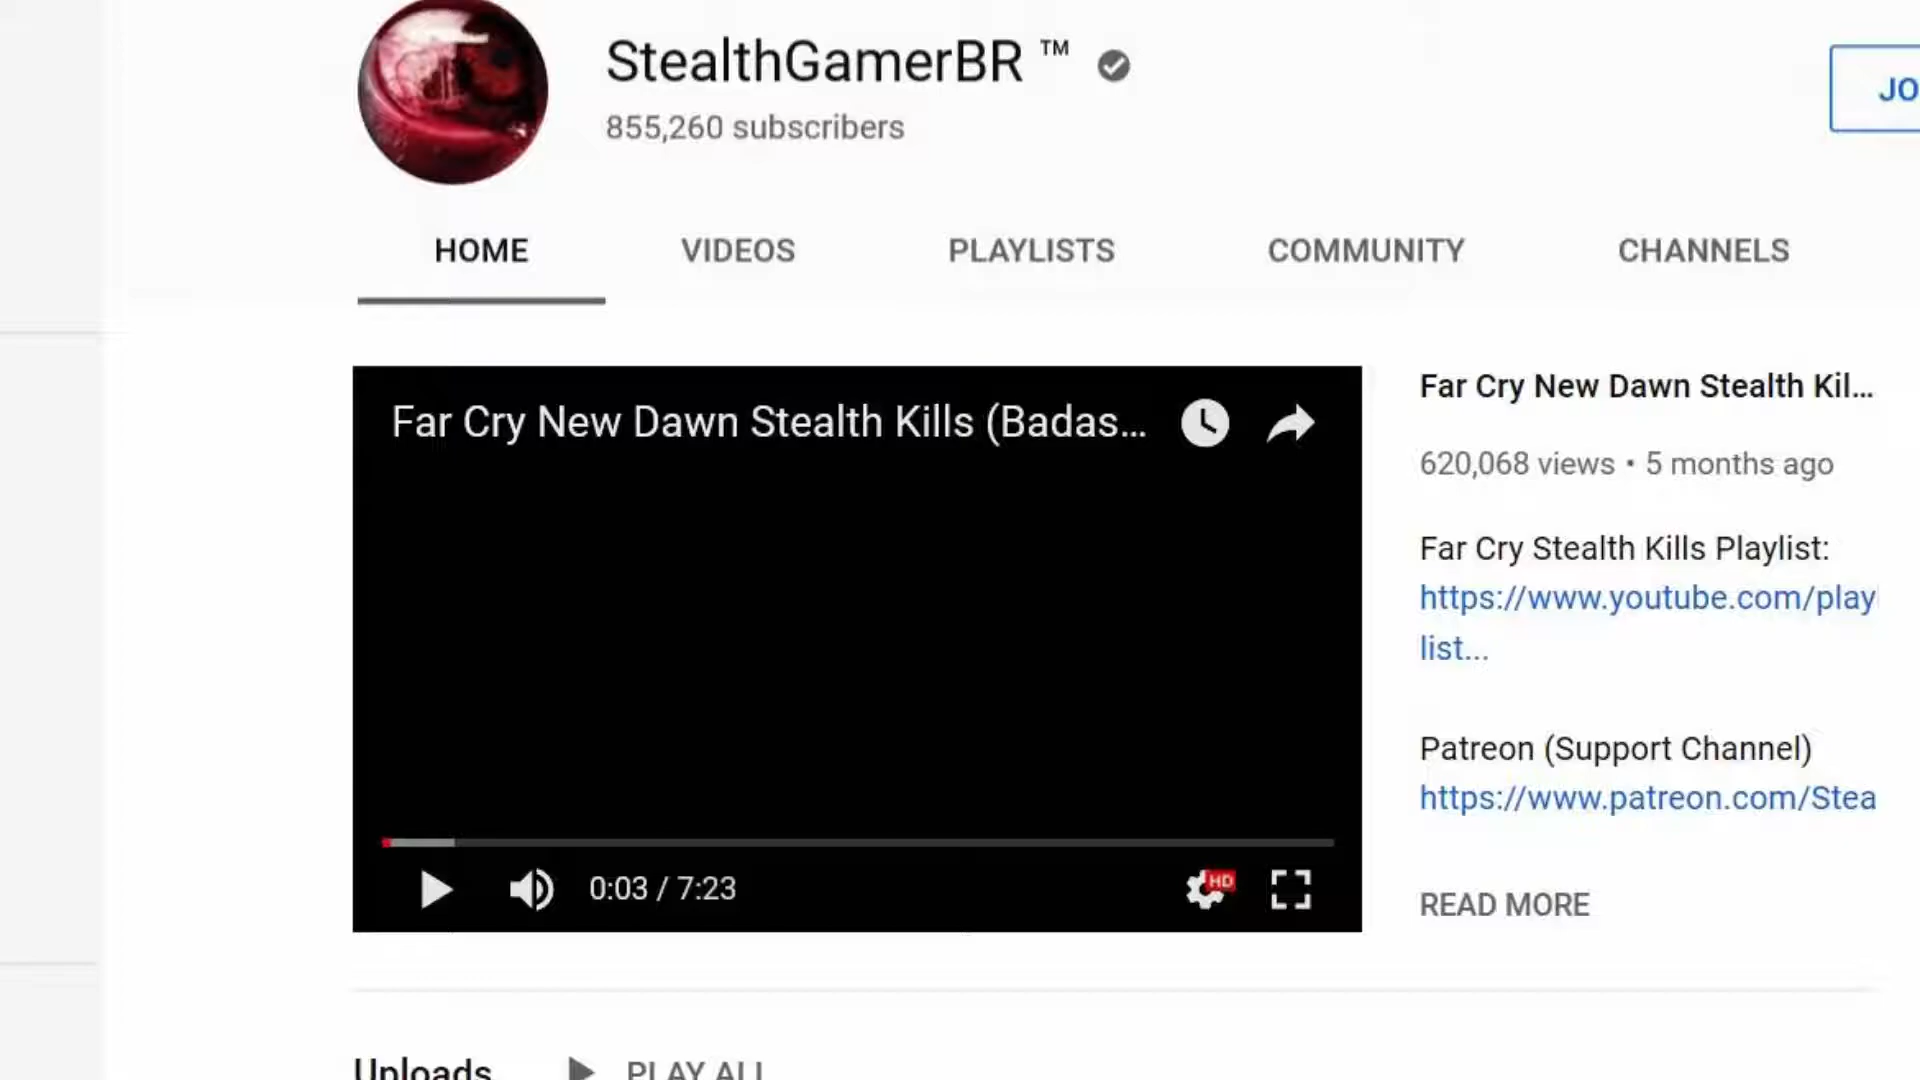 StealthGamerBR ™
855,260 subscribers
JO
HOME VIDEOS PLAYLISTS COMMUNITY CHANNELS
Far Cry New Dawn Stealth Kills (Badas...
HD
0:03 / 7:23
Far Cry New Dawn Stealth Kil...
620,068 views • 5 months ago
Far Cry Stealth Kills Playlist:
https://www.youtube.com/play
list...
Patreon (Support Channel)
https://www.patreon.com/Stea
READ MORE
Uploads PLAY ALL